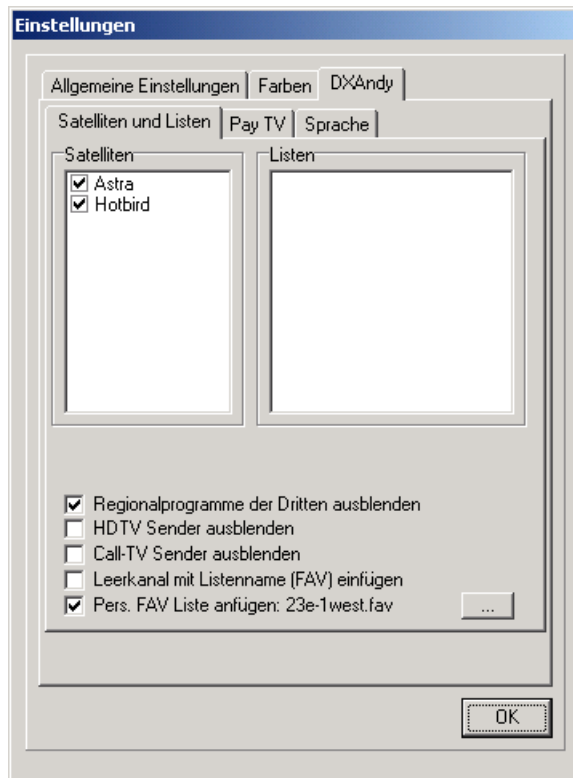 Einstellungen
Allgemeine Einstellungen Farben DXAndy
Satelliten und Listen Pay TV Sprache
Satelliten Listen
Astra
Hotbird
Regionalprogramme der Dritten ausblenden
HDTV Sender ausblenden
Call-TV Sender ausblenden
Leerkanal mit Listenname (FAV) einfügen
Pers. FAV Liste anfügen: 23e-1west.fav ...
OK